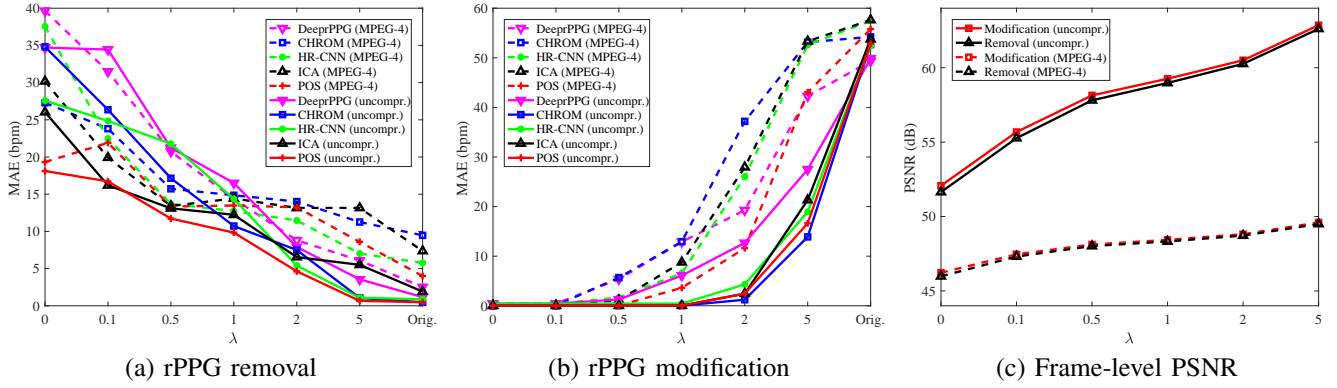 40
35
30
25
20
15
10
5
0
MAE (bpm)
0 0.1 0.5 1 2 5 Orig.
λ
DeeprPPG (MPEG-4)
CHROM (MPEG-4)
HR-CNN (MPEG-4)
ICA (MPEG-4)
POS (MPEG-4)
DeeprPPG (uncompr.)
CHROM (uncompr.)
HR-CNN (uncompr.)
ICA (uncompr.)
POS (uncompr.)
(a) rPPG removal
60
50
40
30
20
10
0
MAE (bpm)
0 0.1 0.5 1 2 5 Orig.
λ
DeeprPPG (MPEG-4)
CHROM (MPEG-4)
HR-CNN (MPEG-4)
ICA (MPEG-4)
POS (MPEG-4)
DeeprPPG (uncompr.)
CHROM (uncompr.)
HR-CNN (uncompr.)
ICA (uncompr.)
POS (uncompr.)
(b) rPPG modification
60
55
50
45
PSNR (dB)
0 0.1 0.5 1 2 5
λ
Modification (uncompr.)
Removal (uncompr.)
Modification (MPEG-4)
Removal (MPEG-4)
(c) Frame-level PSNR